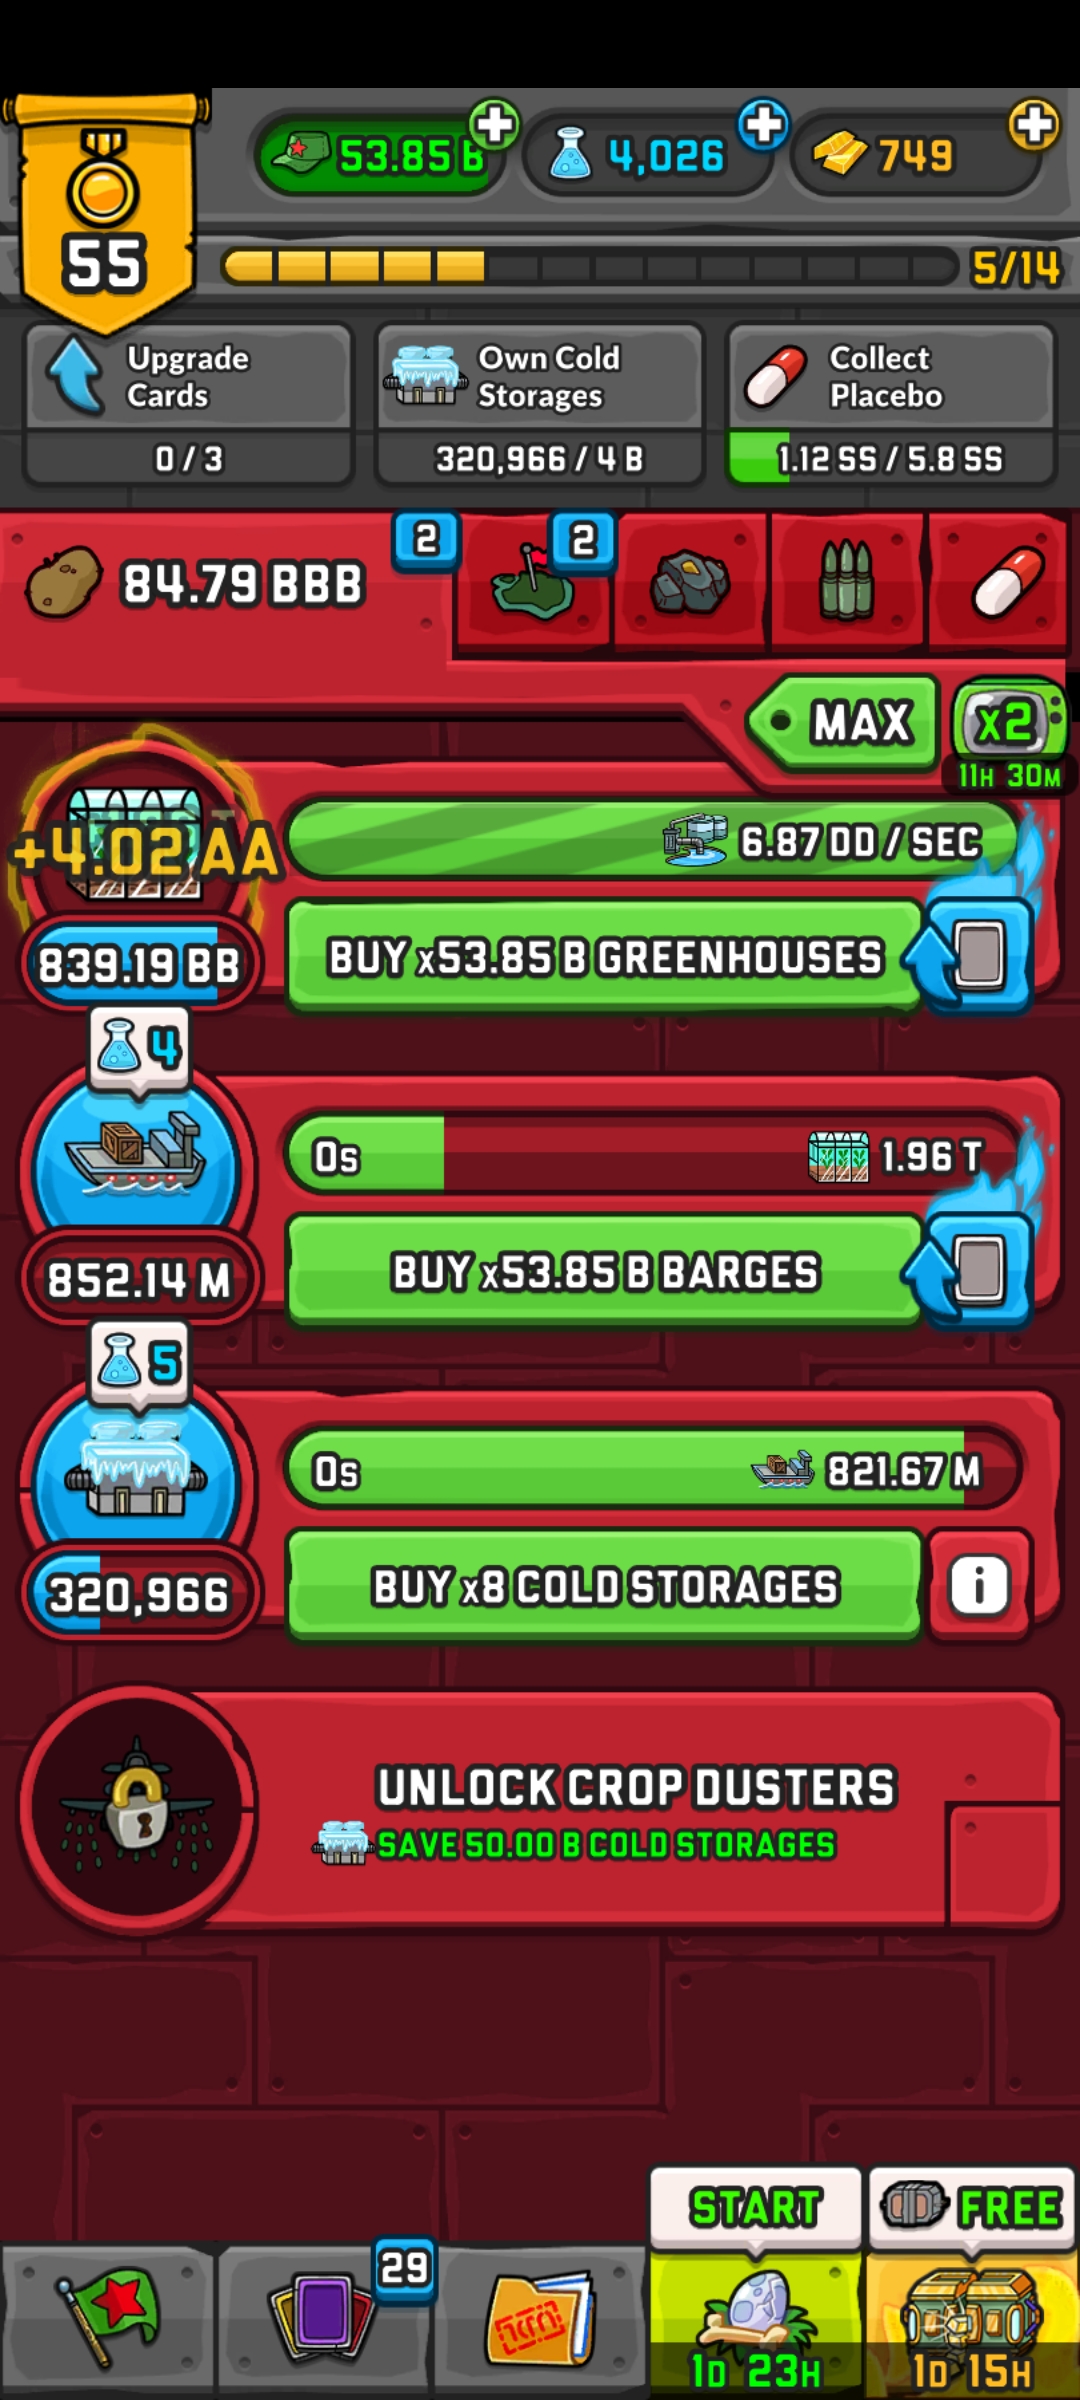 55
53.85 B
4,026
749
5/14
Upgrade
Cards
0 / 3
Own Cold
Storages
320,966 / 4 B
Collect
Placebo
1.12 SS / 5.8 SS
84.79 BBB
2
2
MAX
x2
11H 30M
+4.02 AA
6.87 DD / SEC
839.19 BB
BUY x53.85 B GREENHOUSES
4
0s
1.96 T
852.14 M
BUY x53.85 B BARGES
5
0s
821.67 M
320,966
BUY x8 COLD STORAGES
i
UNLOCK CROP DUSTERS
SAVE 50.00 B COLD STORAGES
START
FREE
29
1D 23H
1D 15H